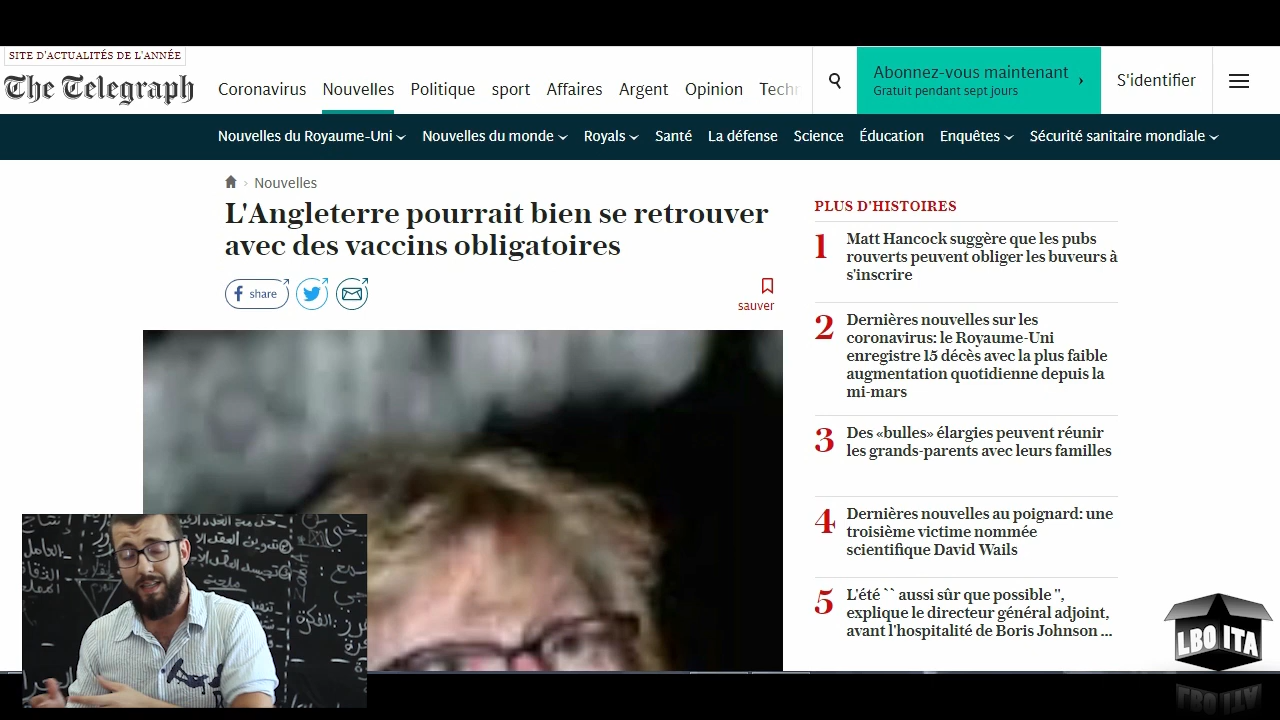 SITE D'ACTUALITÉS DE L'ANNÉE
The Telegraph
Coronavirus Nouvelles Politique sport Affaires Argent Opinion Techn
Abonnez-vous maintenant
Gratuit pendant sept jours
S'identifier
Nouvelles du Royaume-Uni Nouvelles du monde Royals Santé La défense Science Éducation Enquêtes Sécurité sanitaire mondiale
Nouvelles
L'Angleterre pourrait bien se retrouver
avec des vaccins obligatoires
share
sauver
PLUS D'HISTOIRES
1 Matt Hancock suggère que les pubs
rouverts peuvent obliger les buveurs à
s'inscrire
2 Dernières nouvelles sur les
coronavirus: le Royaume-Uni
enregistre 15 décès avec la plus faible
augmentation quotidienne depuis la
mi-mars
3 Des «bulles» élargies peuvent réunir
les grands-parents avec leurs familles
4 Dernières nouvelles au poignard: une
troisième victime nommée
scientifique David Wails
5 L'été `` aussi sûr que possible '',
explique le directeur général adjoint,
avant l'hospitalité de Boris Johnson ...
LBO ITA